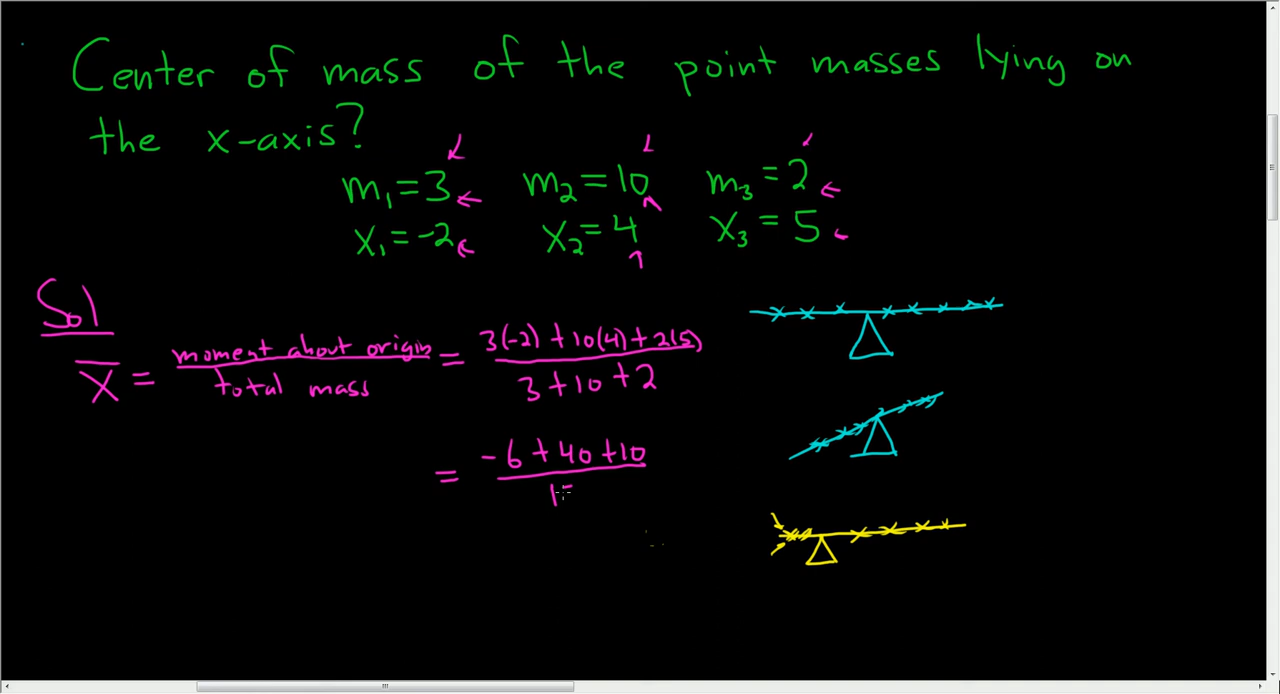 Center of mass of the point masses lying on
the x-axis?
m₁ = 3 m₂ = 10 m₃ = 2
x₁ = -2 x₂ = 4 x₃ = 5
Sol
x̅ = moment about origin / total mass = 3(-2) + 10(4) + 2(5) / 3 + 10 + 2
= -6 + 40 + 10 / 1